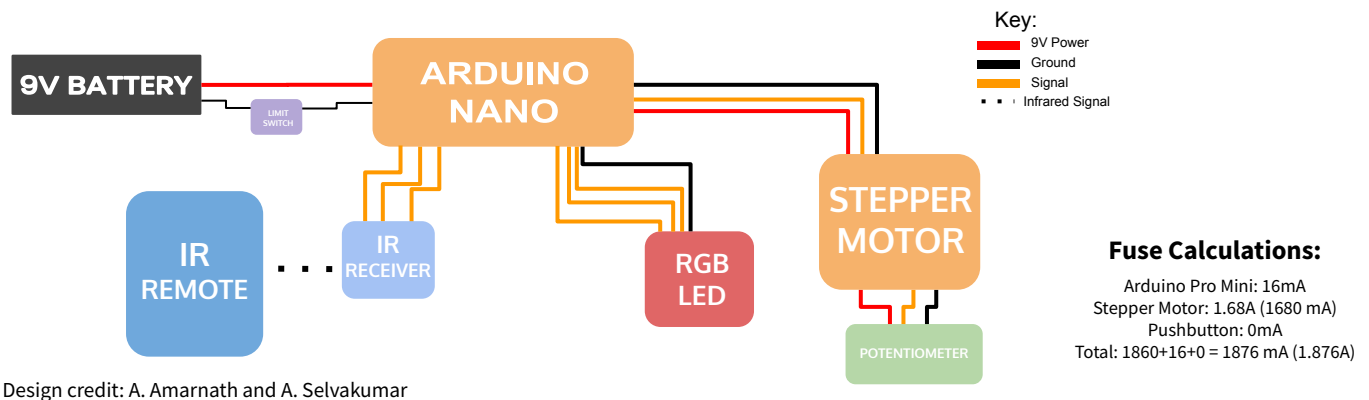 Key:
9V Power
Ground
Signal
Infrared Signal
9V BATTERY
LIMIT
SWITCH
ARDUINO
NANO
IR
REMOTE
IR
RECEIVER
RGB
LED
STEPPER
MOTOR
POTENTIOMETER
Fuse Calculations:
Arduino Pro Mini: 16mA
Stepper Motor: 1.68A (1680 mA)
Pushbutton: 0mA
Total: 1860+16+0 = 1876 mA (1.876A)
Design credit: A. Amarnath and A. Selvakumar